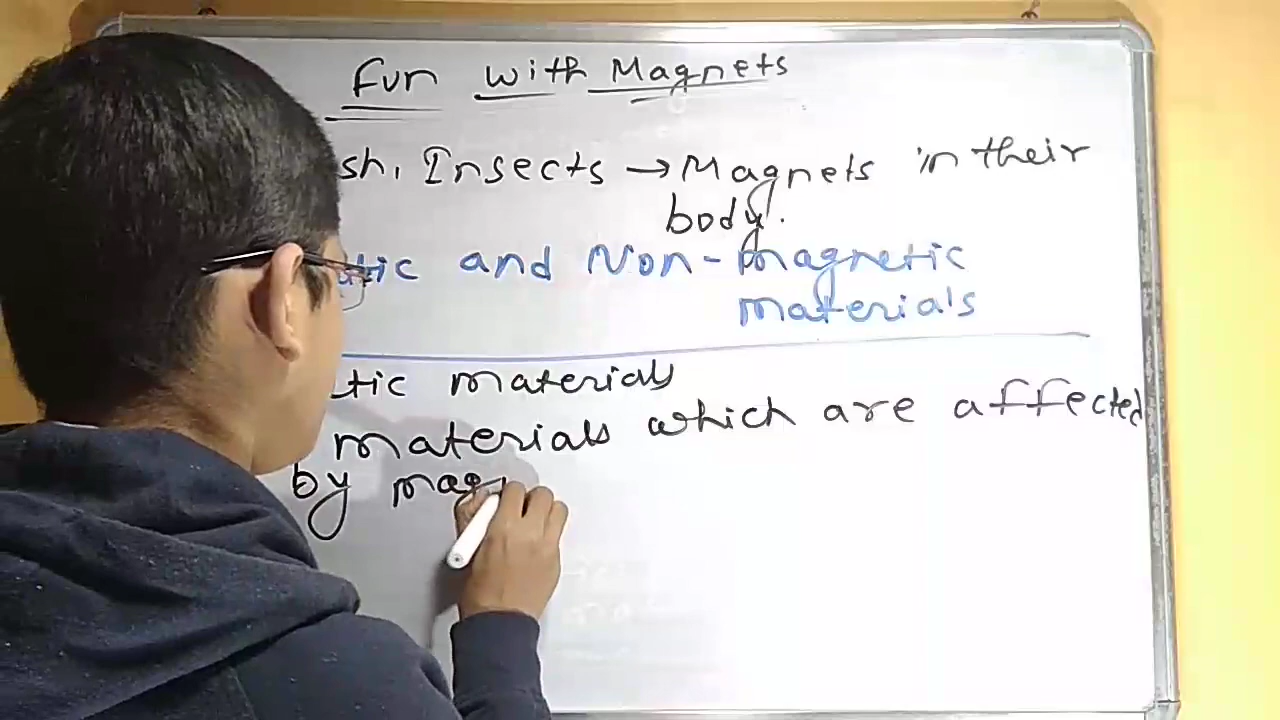 Fun with Magnets
sh, Insects → Magnets in their
body.
tic and Non-magnetic
materials
tic materials
materials which are affected
by mag